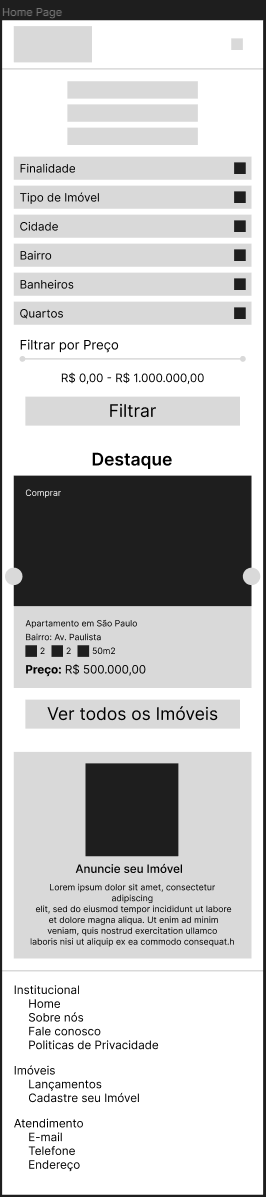 Home Page
Finalidade
Tipo de Imóvel
Cidade
Bairro
Banheiros
Quartos
Filtrar por Preço
R$ 0,00 - R$ 1.000.000,00
Filtrar
Destaque
Comprar
Apartamento em São Paulo
Bairro: Av. Paulista
2 2 50m2
Preço: R$ 500.000,00
Ver todos os Imóveis
Anuncie seu Imóvel
Lorem ipsum dolor sit amet, consectetur
adipiscing
elit, sed do eiusmod tempor incididunt ut labore
et dolore magna aliqua. Ut enim ad minim
veniam, quis nostrud exercitation ullamco
laboris nisi ut aliquip ex ea commodo consequat.h
Institucional
Home
Sobre nós
Fale conosco
Politicas de Privacidade
Imóveis
Lançamentos
Cadastre seu Imóvel
Atendimento
E-mail
Telefone
Endereço